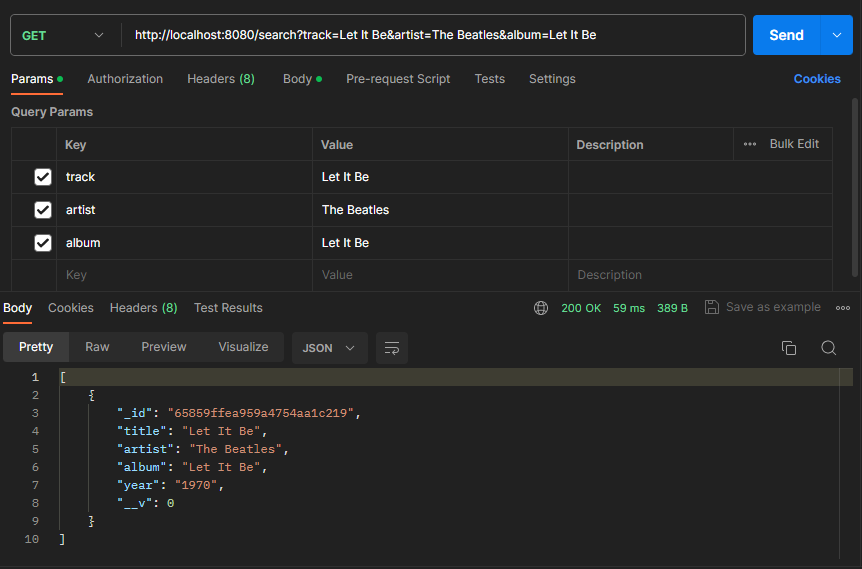 GET http://localhost:8080/search?track=Let It Be&artist=The Beatles&album=Let It Be Send
Params Authorization Headers (8) Body Pre-request Script Tests Settings Cookies
Query Params
Key Value Description ••• Bulk Edit
track Let It Be
artist The Beatles
album Let It Be
Key Value Description
Body Cookies Headers (8) Test Results 200 OK 59 ms 389 B Save as example
Pretty Raw Preview Visualize JSON
1 [
2 {
3 "_id": "65859ffea959a4754aa1c219",
4 "title": "Let It Be",
5 "artist": "The Beatles",
6 "album": "Let It Be",
7 "year": "1970",
8 "__v": 0
9 }
10 ]